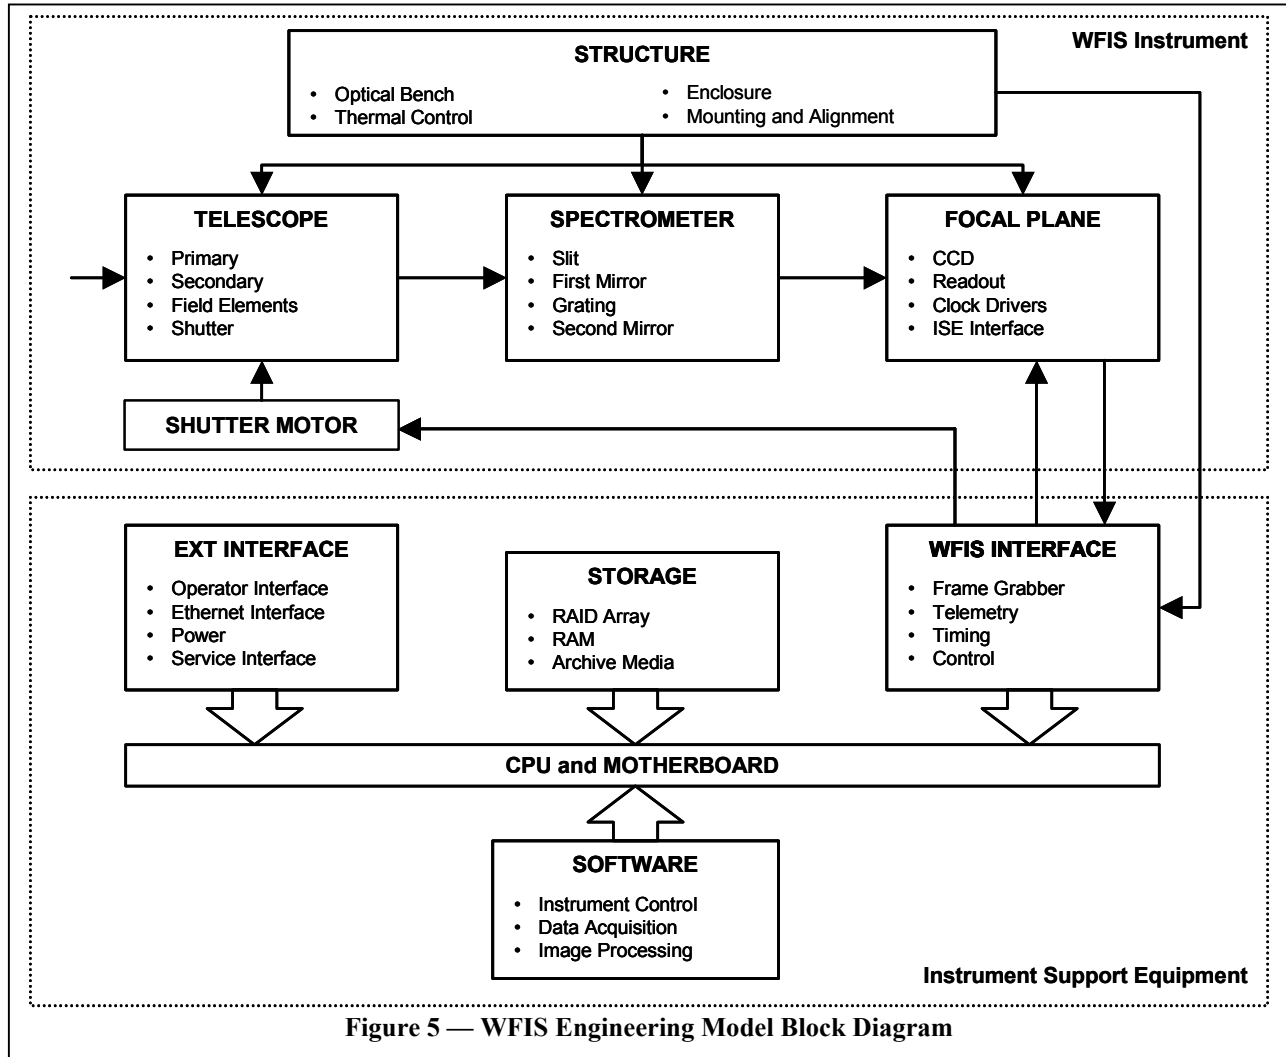 WFIS Instrument
STRUCTURE
• Optical Bench
• Thermal Control
• Enclosure
• Mounting and Alignment
TELESCOPE
• Primary
• Secondary
• Field Elements
• Shutter
SPECTROMETER
• Slit
• First Mirror
• Grating
• Second Mirror
FOCAL PLANE
• CCD
• Readout
• Clock Drivers
• ISE Interface
SHUTTER MOTOR
EXT INTERFACE
• Operator Interface
• Ethernet Interface
• Power
• Service Interface
STORAGE
• RAID Array
• RAM
• Archive Media
WFIS INTERFACE
• Frame Grabber
• Telemetry
• Timing
• Control
CPU and MOTHERBOARD
SOFTWARE
• Instrument Control
• Data Acquisition
• Image Processing
Instrument Support Equipment
Figure 5 — WFIS Engineering Model Block Diagram